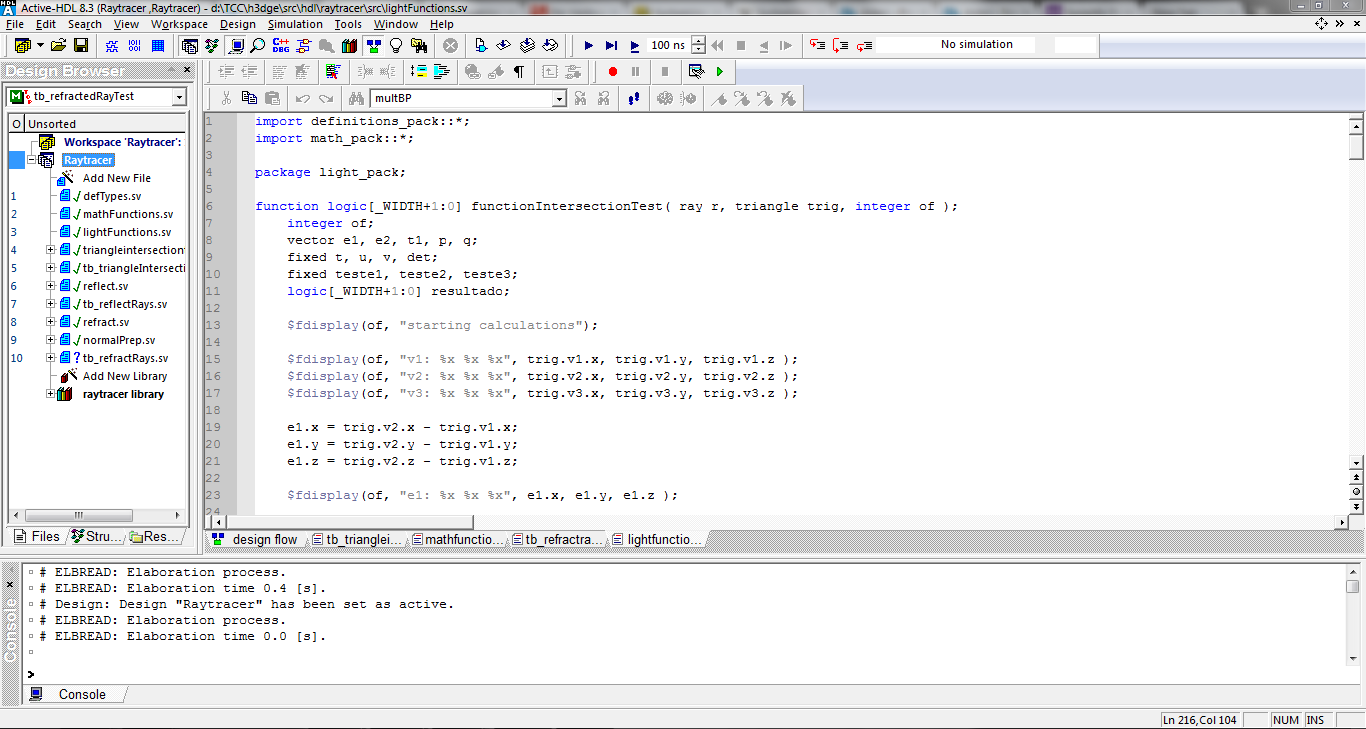 Active-HDL 8.3 (Raytracer ,Raytracer) - d:\TCC\h3dge\src\hdl\raytracer\src\lightFunctions.sv
File Edit Search View Workspace Design Simulation Tools Window Help
100 ns No simulation
Design Browser
tb_refractedRayTest
multBP
O Unsorted
Workspace 'Raytracer':
Raytracer
Add New File
1 defTypes.sv
2 mathFunctions.sv
3 lightFunctions.sv
4 triangleintersection
5 tb_triangleIntersecti
6 reflect.sv
7 tb_reflectRays.sv
8 refract.sv
9 normalPrep.sv
10 tb_refractRays.sv
Add New Library
raytracer library
Files Stru... Res...
1 import definitions_pack::*;
2 import math_pack::*;
3
4 package light_pack;
5
6 function logic[_WIDTH+1:0] functionIntersectionTest( ray r, triangle trig, integer of );
7 integer of;
8 vector e1, e2, t1, p, q;
9 fixed t, u, v, det;
10 fixed teste1, teste2, teste3;
11 logic[_WIDTH+1:0] resultado;
12
13 $fdisplay(of, "starting calculations");
14
15 $fdisplay(of, "v1: %x %x %x", trig.v1.x, trig.v1.y, trig.v1.z );
16 $fdisplay(of, "v2: %x %x %x", trig.v2.x, trig.v2.y, trig.v2.z );
17 $fdisplay(of, "v3: %x %x %x", trig.v3.x, trig.v3.y, trig.v3.z );
18
19 e1.x = trig.v2.x - trig.v1.x;
20 e1.y = trig.v2.y - trig.v1.y;
21 e1.z = trig.v2.z - trig.v1.z;
22
23 $fdisplay(of, "e1: %x %x %x", e1.x, e1.y, e1.z );
24
design flow tb_trianglei... mathfunctio... tb_refractra... lightfunctio...
# ELBREAD: Elaboration process.
# ELBREAD: Elaboration time 0.4 [s].
# Design: Design "Raytracer" has been set as active.
# ELBREAD: Elaboration process.
# ELBREAD: Elaboration time 0.0 [s].
>
Console
Console
Ln 216,Col 104 NUM INS